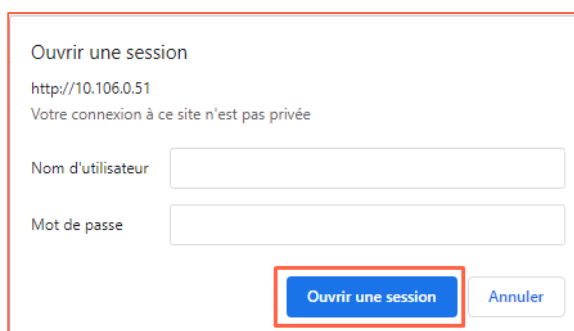 Ouvrir une session
http://10.106.0.51
Votre connexion à ce site n'est pas privée
Nom d'utilisateur
Mot de passe
Ouvrir une session Annuler